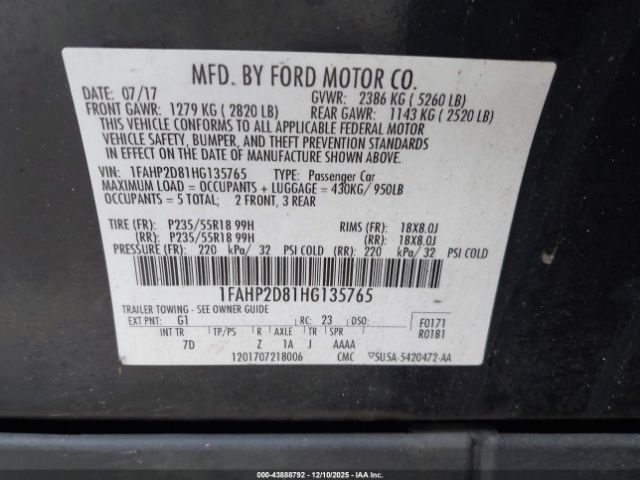 MFD. BY FORD MOTOR CO.
DATE: 07/17 GVWR: 2386 KG ( 5260 LB)
FRONT GAWR: 1279 KG ( 2820 LB) REAR GAWR: 1143 KG ( 2520 LB)
THIS VEHICLE CONFORMS TO ALL APPLICABLE FEDERAL MOTOR
VEHICLE SAFETY, BUMPER, AND THEFT PREVENTION STANDARDS
IN EFFECT ON THE DATE OF MANUFACTURE SHOWN ABOVE.
VIN: 1FAHP2D81HG135765 TYPE: Passenger Car
MAXIMUM LOAD = OCCUPANTS + LUGGAGE = 430KG/ 950LB
OCCUPANTS = 5 TOTAL; 2 FRONT, 3 REAR
TIRE (FR): P235/55R18 99H RIMS (FR): 18X8.0J
(RR): P235/55R18 99H (RR): 18X8.0J
PRESSURE (FR): 220 kPa/ 32 PSI COLD (RR): 220 kPa/ 32 PSI COLD
1FAHP2D81HG135765
TRAILER TOWING - SEE OWNER GUIDE
EXT PNT: G1 RC: 23 DSO: F0171
INT TR TP/PS R AXLE TR SPR R0181
7D Z 1A J AAAA
1201707218006 CMC ▽5U5A-5420472-AA
000-43888792 - 12/10/2025 - IAA Inc.